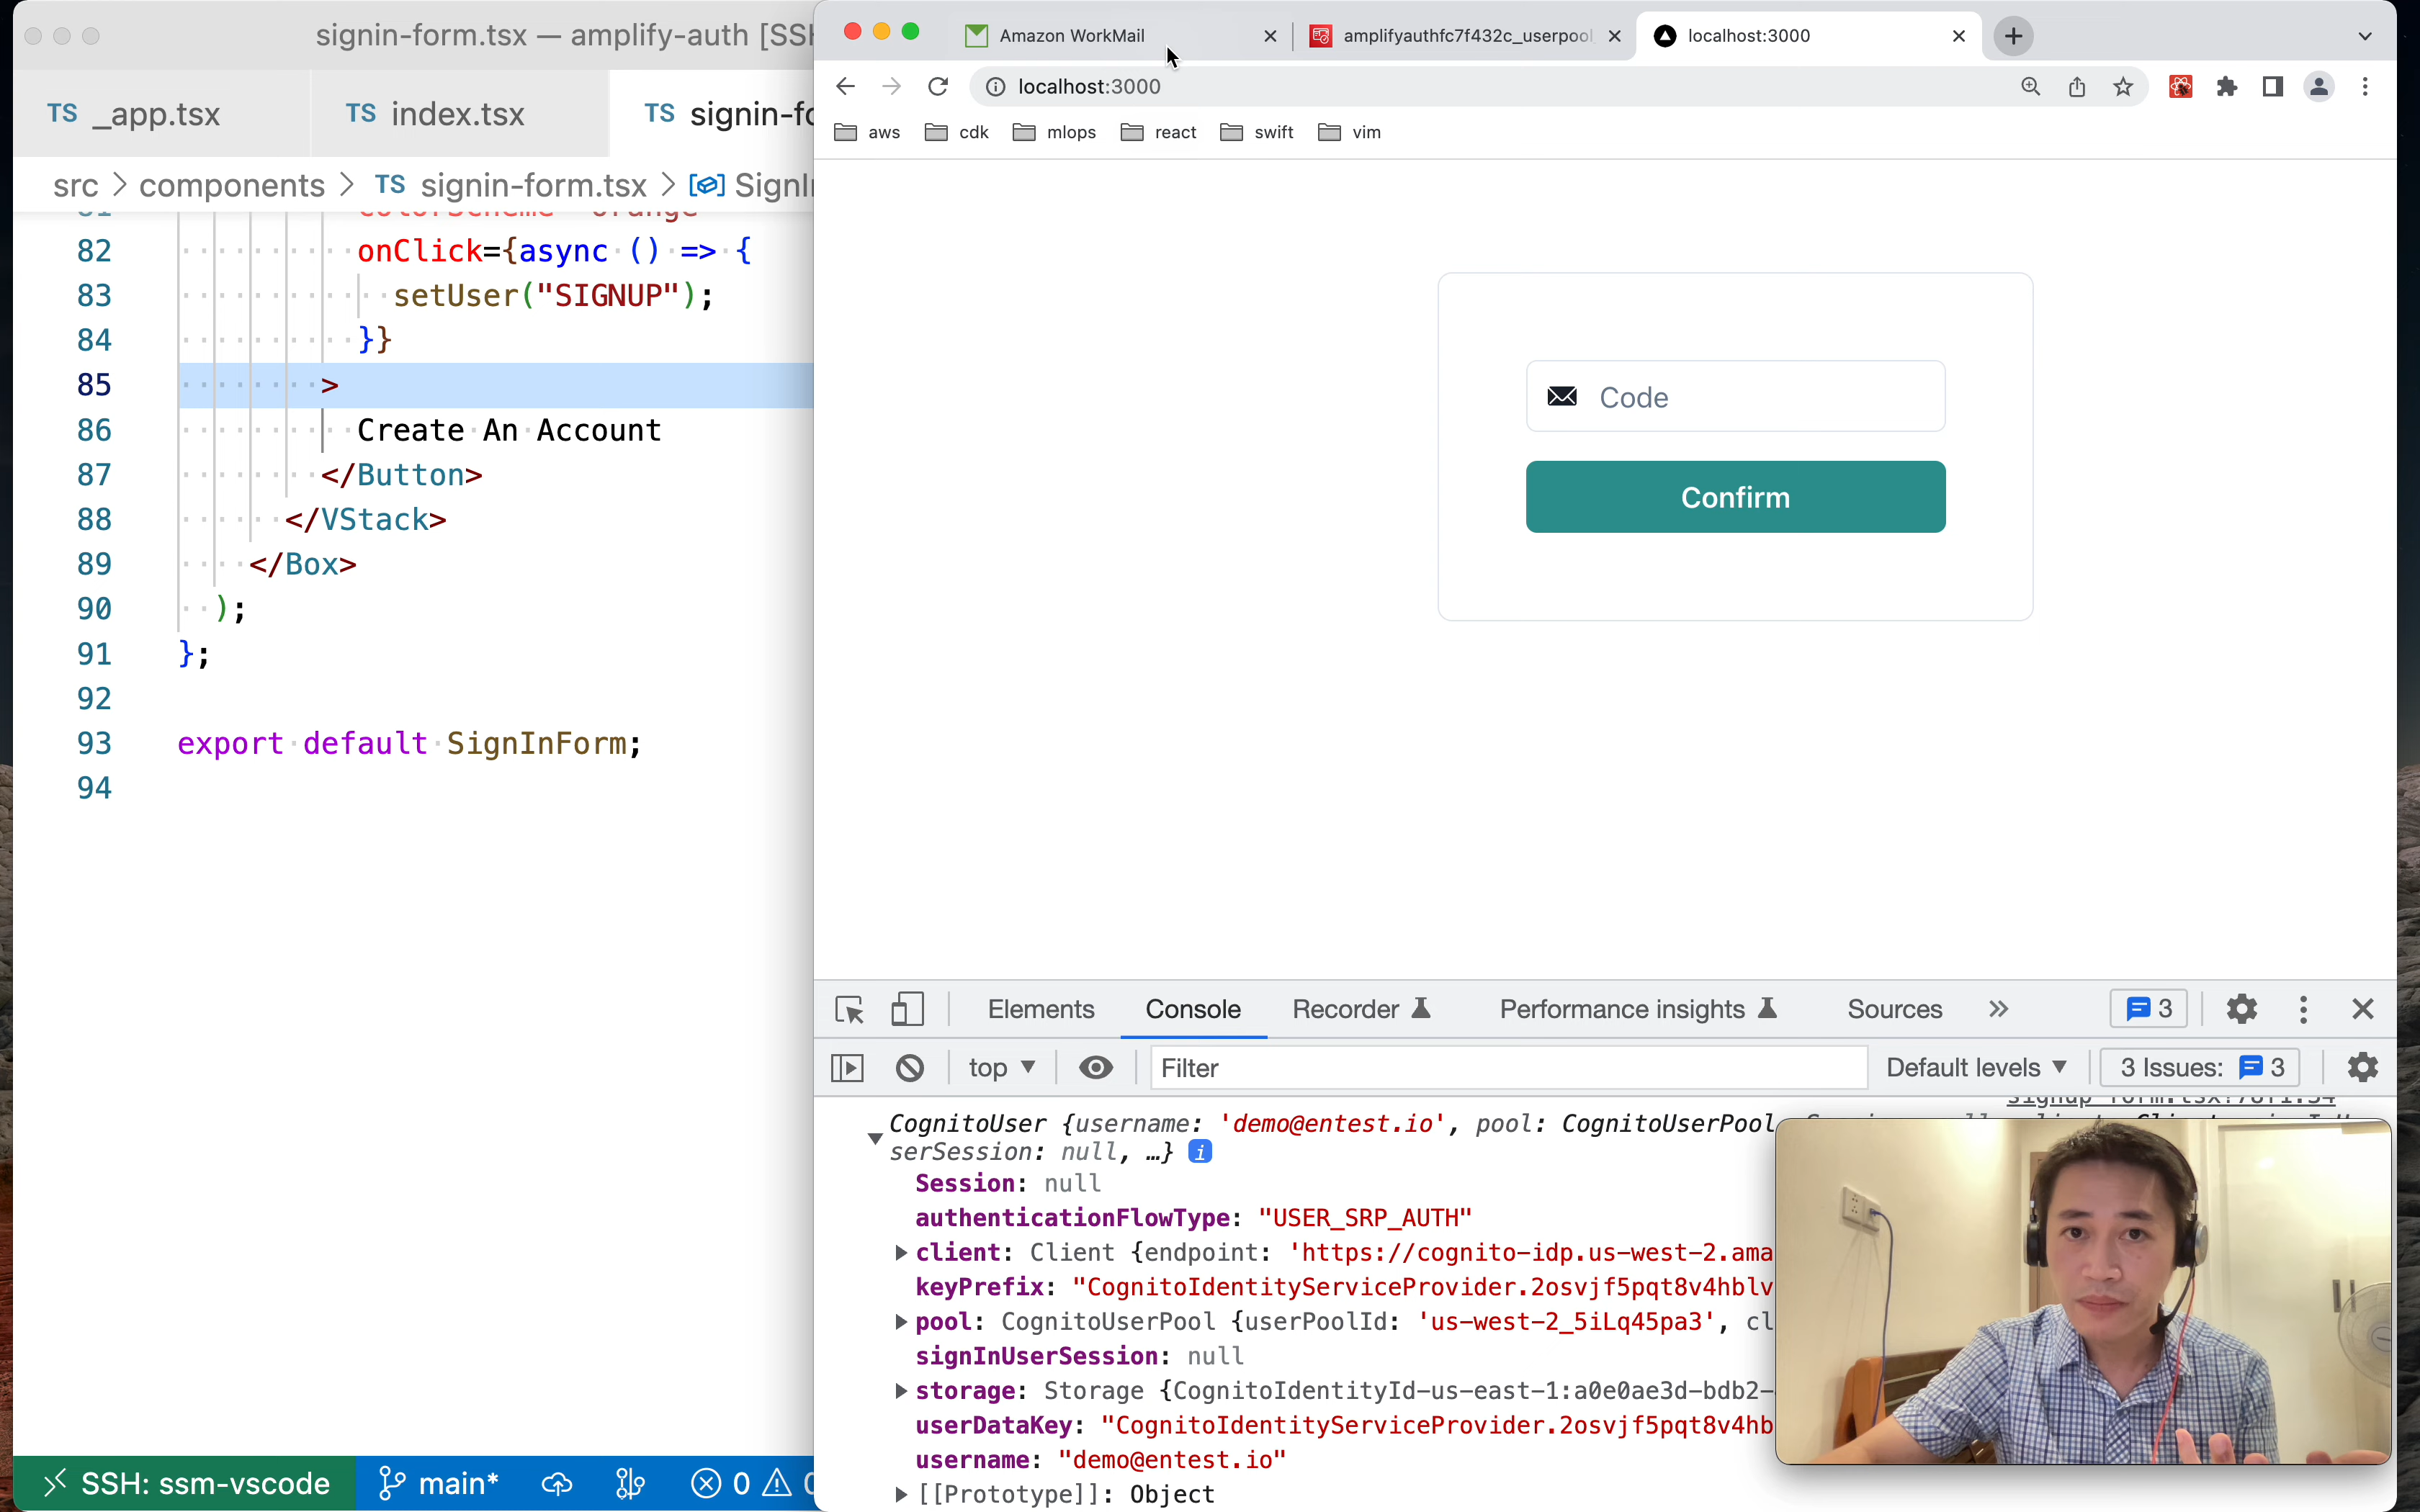 signin-form.tsx — amplify-auth [SSH
TS _app.tsx
TS index.tsx
TS signin-fo
src > components > TS signin-form.tsx > SignI
82 onClick={async () => {
83 setUser("SIGNUP");
84 }}
85 >
86 Create An Account
87 </Button>
88 </VStack>
89 </Box>
90 );
91 };
92
93 export default SignInForm;
94
SSH: ssm-vscode main* 0 0
Amazon WorkMail
amplifyauthfc7f432c_userpool
localhost:3000
localhost:3000
aws cdk mlops react swift vim
Code
Confirm
Elements Console Recorder Performance insights Sources 3
top Filter Default levels 3 Issues: 3
CognitoUser {username: 'demo@entest.io', pool: CognitoUserPool
serSession: null, …} i
Session: null
authenticationFlowType: "USER_SRP_AUTH"
client: Client {endpoint: 'https://cognito-idp.us-west-2.ama
keyPrefix: "CognitoIdentityServiceProvider.2osvjf5pqt8v4hblv
pool: CognitoUserPool {userPoolId: 'us-west-2_5iLq45pa3', cl
signInUserSession: null
storage: Storage {CognitoIdentityId-us-east-1:a0e0ae3d-bdb2-
userDataKey: "CognitoIdentityServiceProvider.2osvjf5pqt8v4hb
username: "demo@entest.io"
[[Prototype]]: Object